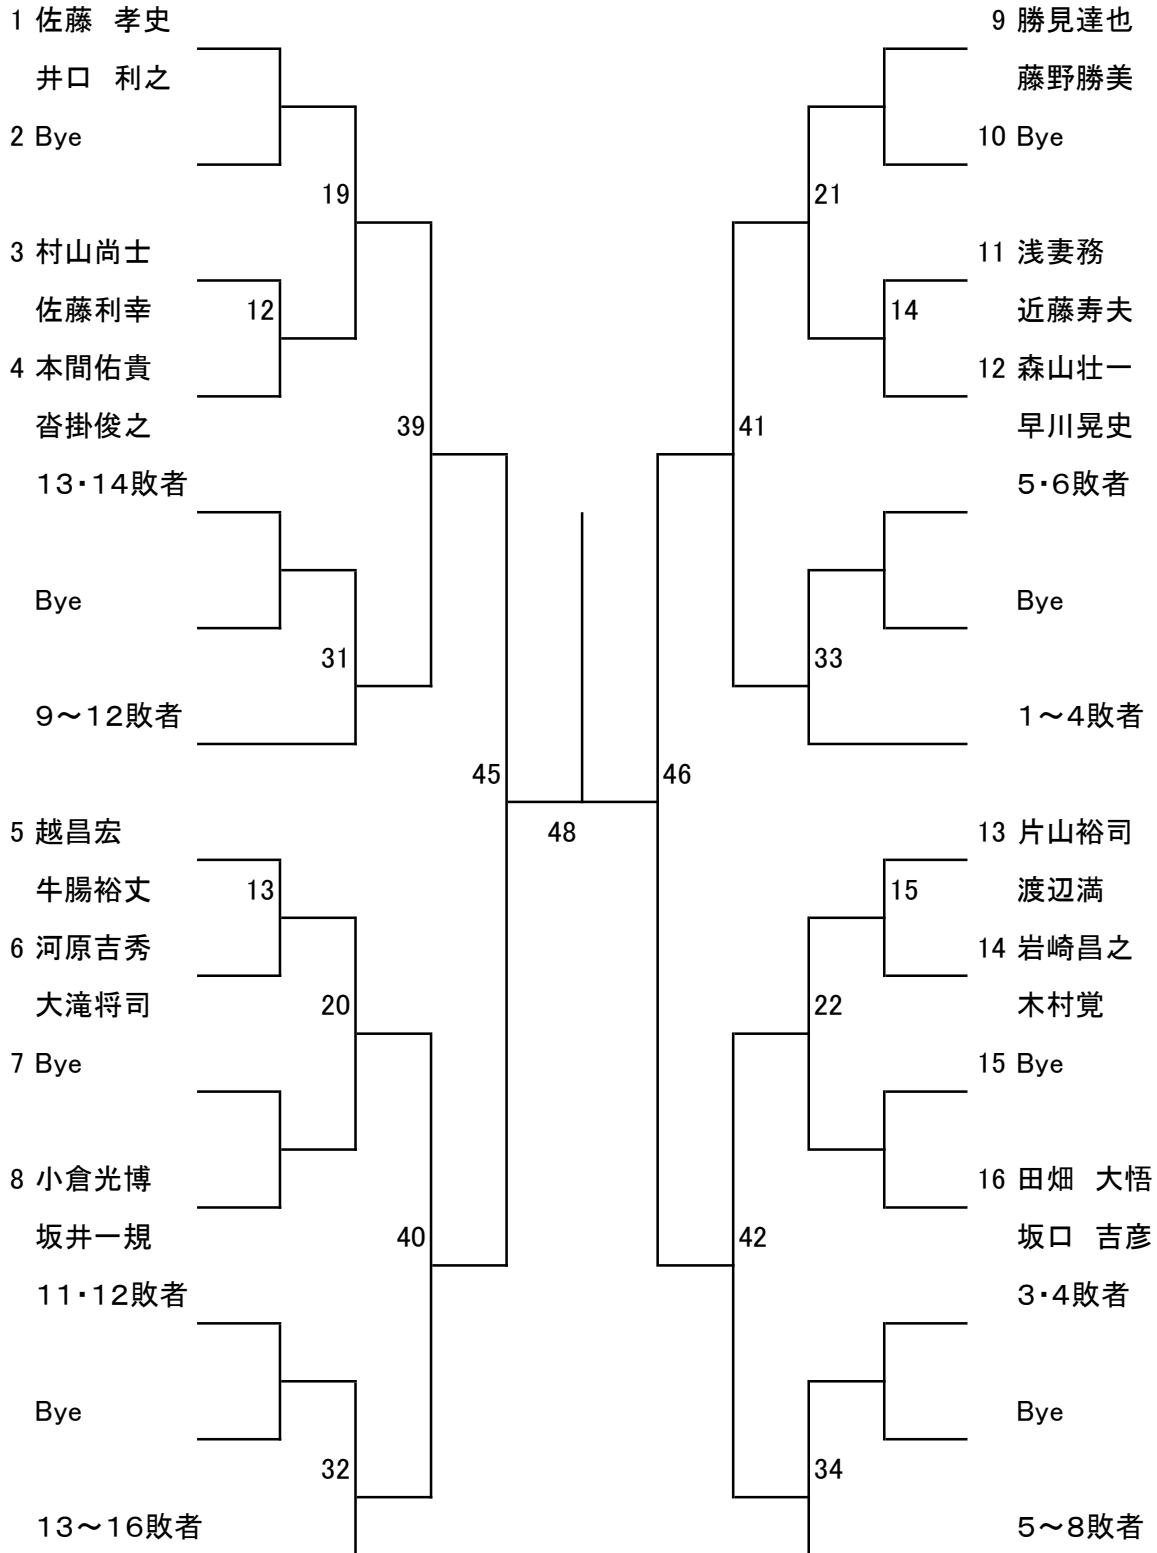 1 佐藤　孝史
井口　利之
2 Bye
19
3 村山尚士
佐藤利幸
12
4 本間佑貴
沓掛俊之
39
13・14敗者
Bye
31
9～12敗者
45
48
5 越昌宏
牛腸裕丈
13
6 河原吉秀
大滝将司
20
7 Bye
8 小倉光博
坂井一規
40
11・12敗者
Bye
32
13～16敗者
9 勝見達也
藤野勝美
10 Bye
21
11 浅妻務
近藤寿夫
14
12 森山壮一
早川晃史
41
5・6敗者
Bye
33
1～4敗者
46
13 片山裕司
渡辺満
15
14 岩崎昌之
木村覚
22
15 Bye
16 田畑　大悟
坂口　吉彦
42
3・4敗者
Bye
34
5～8敗者